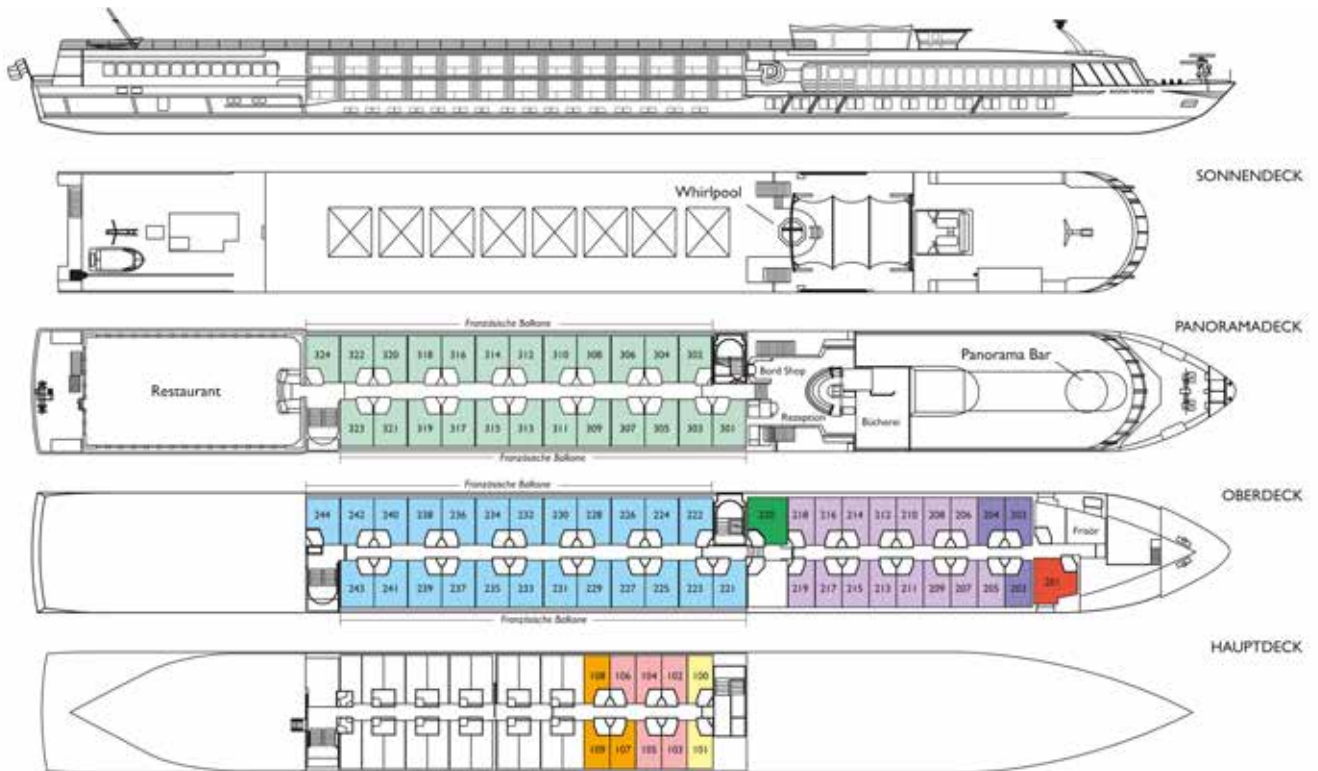 SONNENDECK
Whirlpool
Französische Balkone
PANORAMADECK
324 322 320 318 316 314 312 310 308 306 304 302
Bord Shop
Panorama Bar
Restaurant
Rezeption
Bücherei
323 321 319 317 315 313 311 309 307 305 303 301
Französische Balkone
Französische Balkone
OBERDECK
244 242 240 238 236 234 232 230 228 226 224 222 220 218 216 214 212 210 208 206 204 202
Frisör
243 241 239 237 235 233 231 229 227 225 223 221 219 217 215 213 211 209 207 205 203 201
Französische Balkone
HAUPTDECK
108 106 104 102 100
109 107 105 103 101